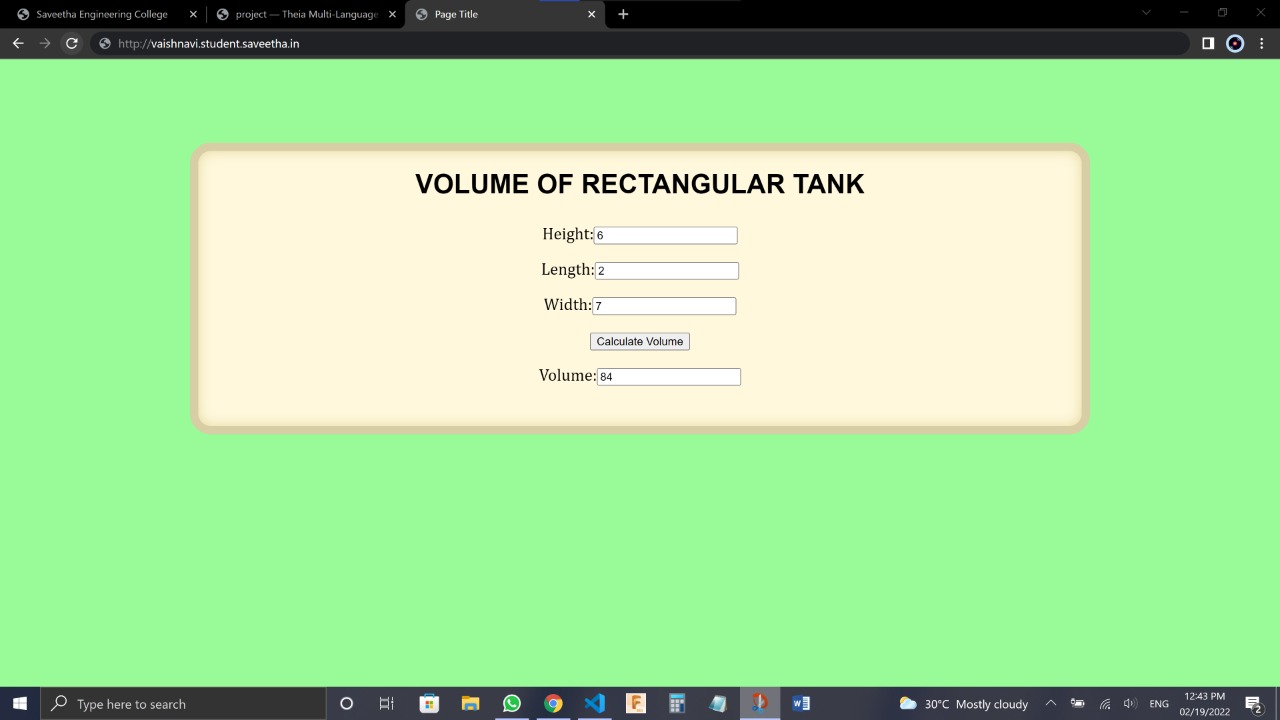 Saveetha Engineering College
project — Theia Multi-Language
Page Title
http://vaishnavi.student.saveetha.in
VOLUME OF RECTANGULAR TANK
Height: 6
Length: 2
Width: 7
Calculate Volume
Volume: 84
Type here to search
30°C Mostly cloudy
ENG
12:43 PM
02/19/2022
2